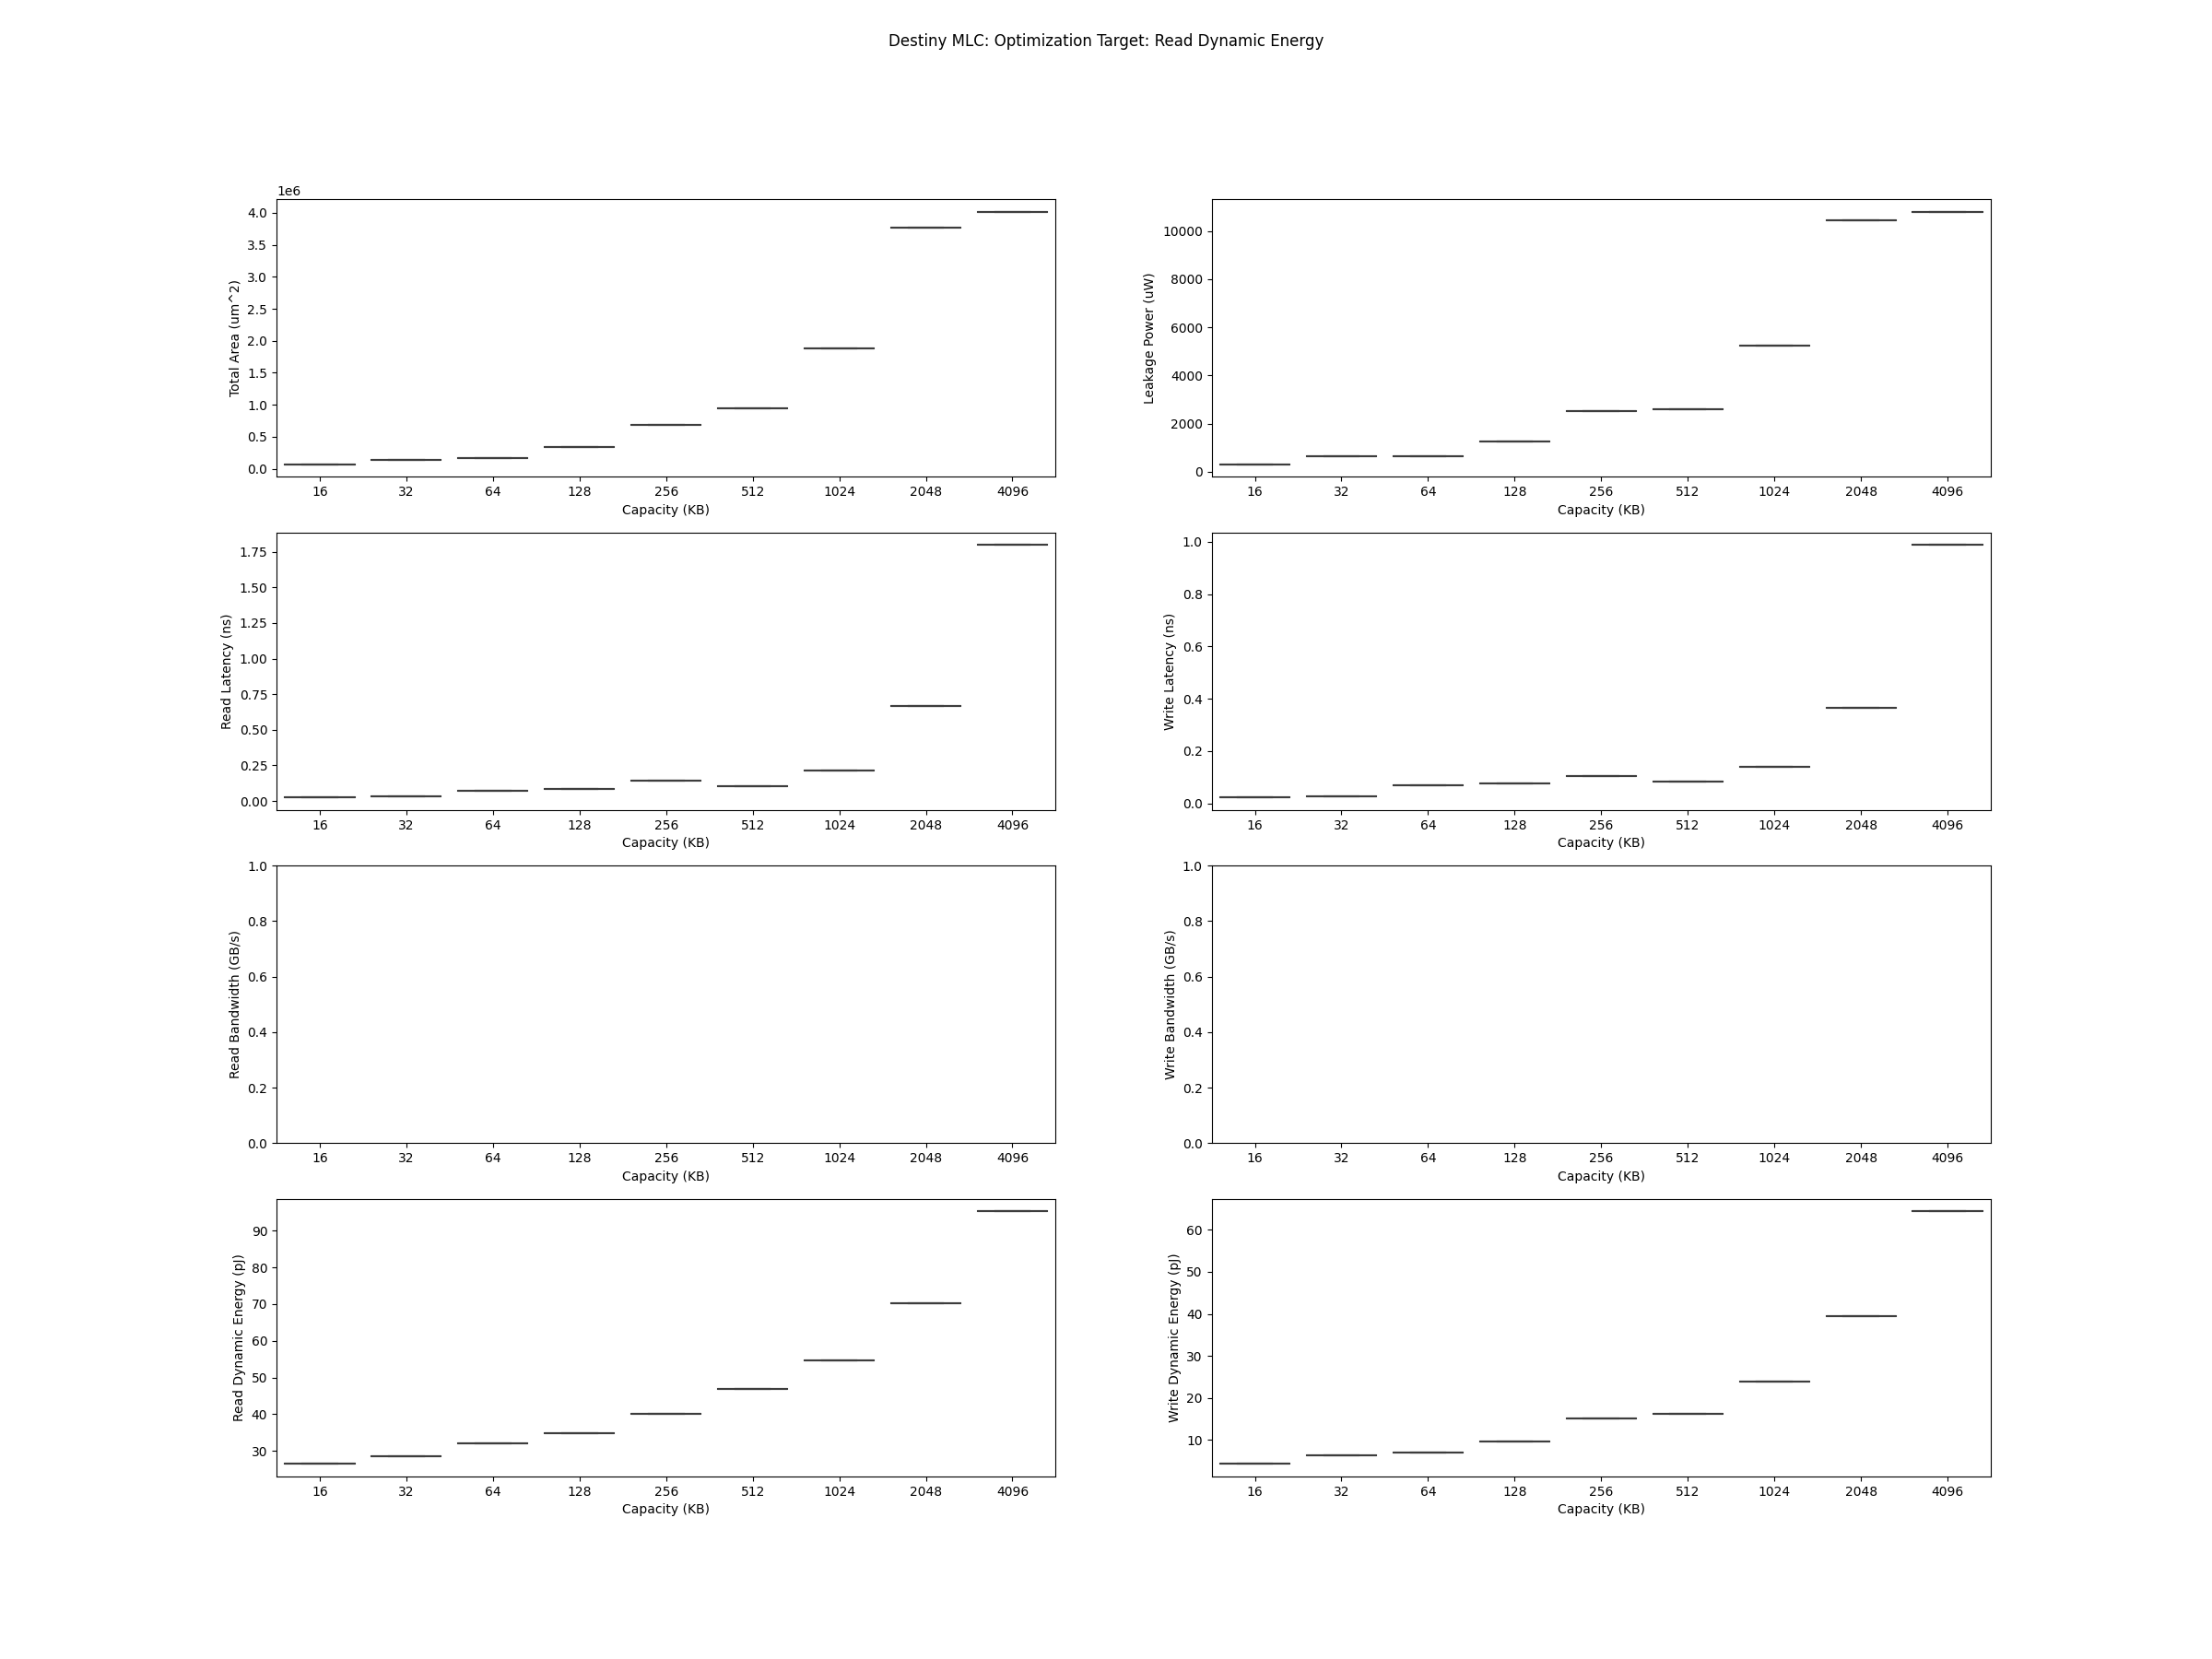 Destiny MLC: Optimization Target: Read Dynamic Energy
1e6
4.0
3.5
3.0
2.5
2.0
1.5
1.0
0.5
0.0
Total Area (um^2)
16 32 64 128 256 512 1024 2048 4096
Capacity (KB)
10000
8000
6000
4000
2000
0
Leakage Power (uW)
16 32 64 128 256 512 1024 2048 4096
Capacity (KB)
1.75
1.50
1.25
1.00
0.75
0.50
0.25
0.00
Read Latency (ns)
16 32 64 128 256 512 1024 2048 4096
Capacity (KB)
1.0
0.8
0.6
0.4
0.2
0.0
Write Latency (ns)
16 32 64 128 256 512 1024 2048 4096
Capacity (KB)
1.0
0.8
0.6
0.4
0.2
0.0
Read Bandwidth (GB/s)
16 32 64 128 256 512 1024 2048 4096
Capacity (KB)
1.0
0.8
0.6
0.4
0.2
0.0
Write Bandwidth (GB/s)
16 32 64 128 256 512 1024 2048 4096
Capacity (KB)
90
80
70
60
50
40
30
Read Dynamic Energy (pJ)
16 32 64 128 256 512 1024 2048 4096
Capacity (KB)
60
50
40
30
20
10
Write Dynamic Energy (pJ)
16 32 64 128 256 512 1024 2048 4096
Capacity (KB)